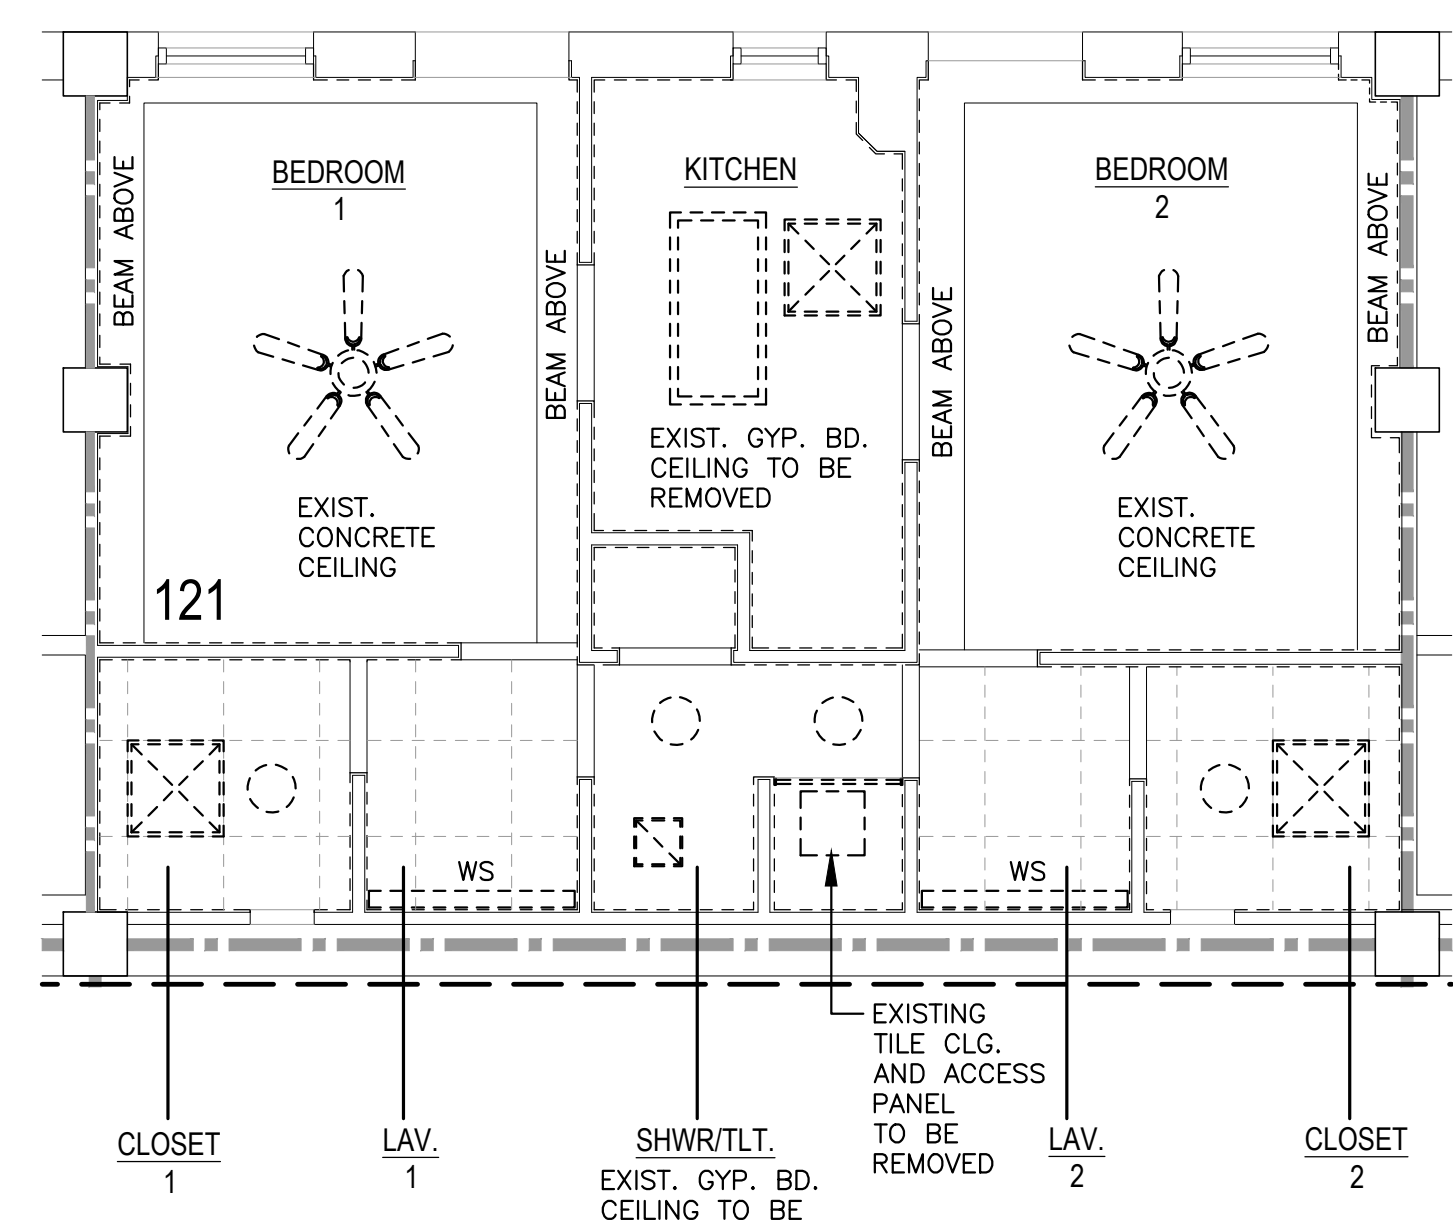 BEDROOM
1
KITCHEN
BEDROOM
2
BEAM ABOVE
BEAM ABOVE
BEAM ABOVE
BEAM ABOVE
EXIST. GYP. BD.
CEILING TO BE
REMOVED
EXIST.
CONCRETE
CEILING
EXIST.
CONCRETE
CEILING
121
WS
WS
EXISTING
TILE CLG.
AND ACCESS
PANEL
TO BE
REMOVED
CLOSET
1
LAV.
1
SHWR/TLT.
EXIST. GYP. BD.
CEILING TO BE
LAV.
2
CLOSET
2